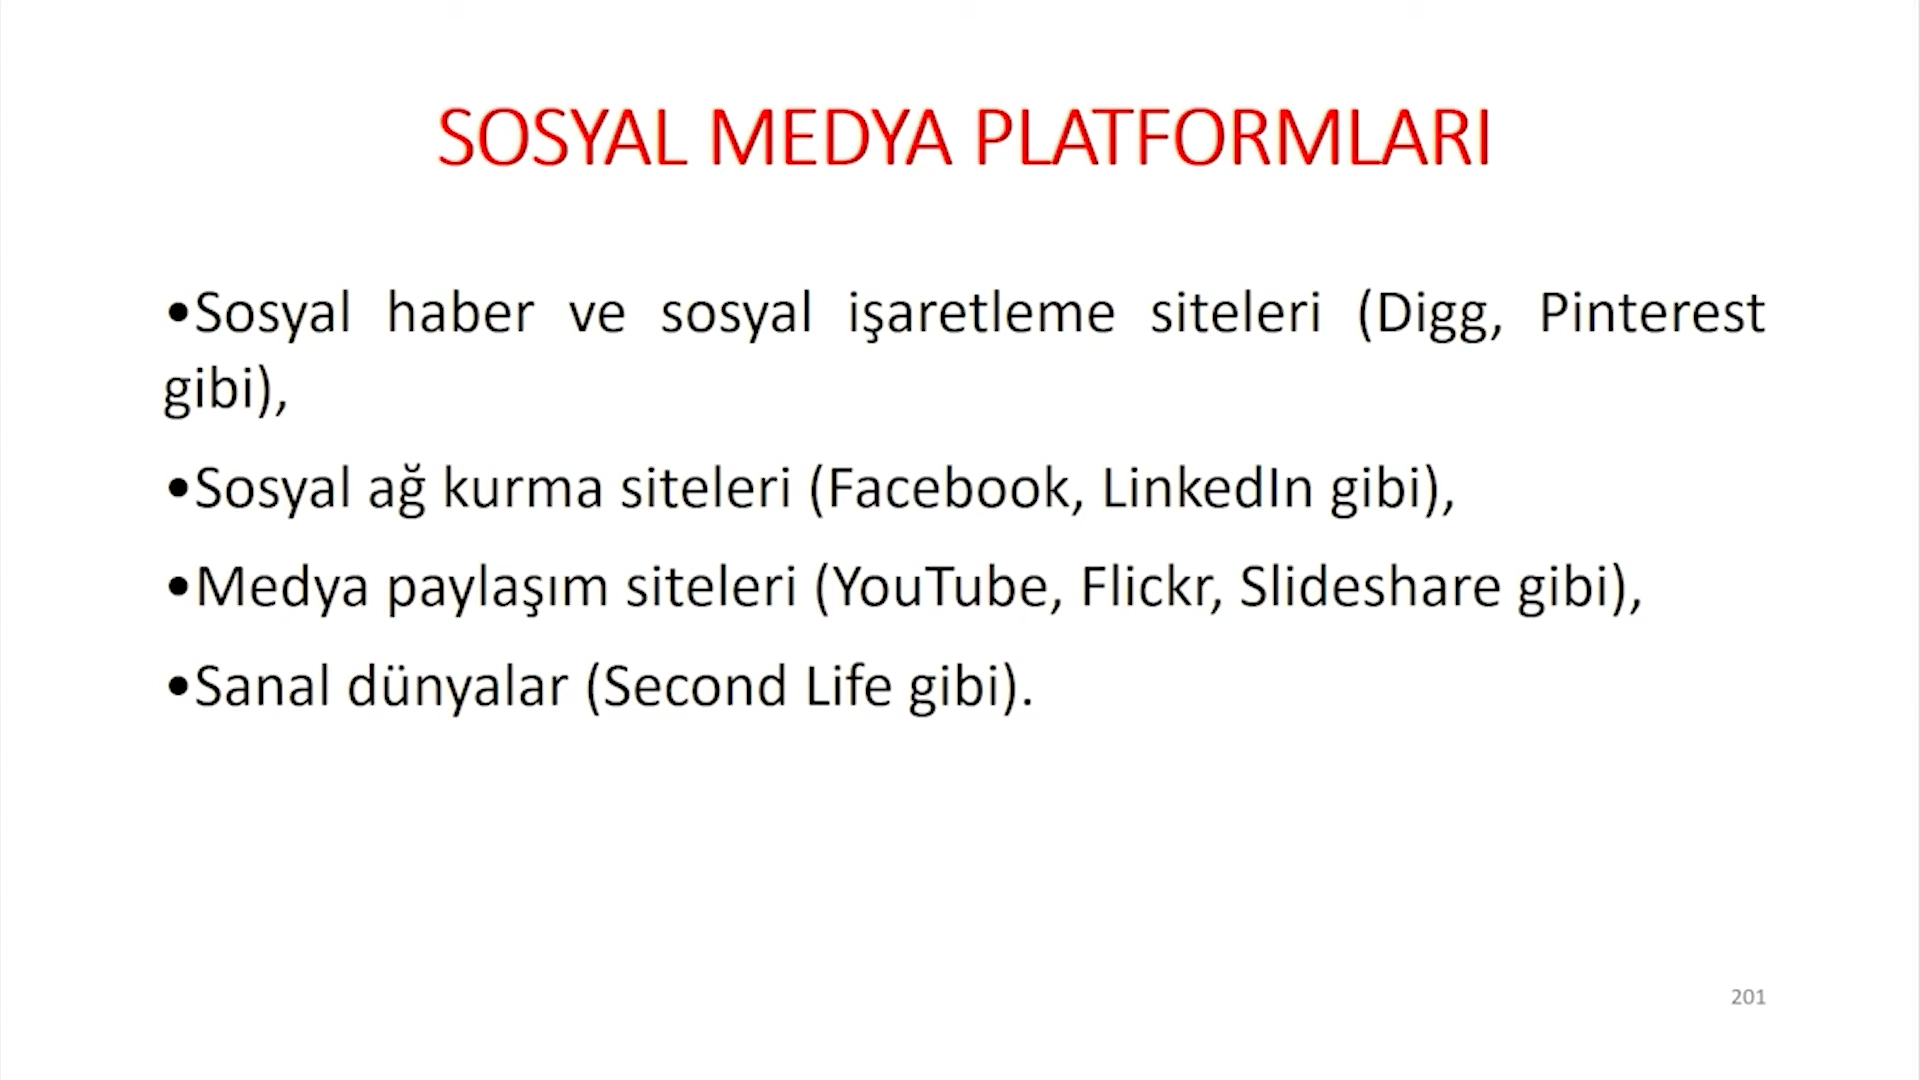 SOSYAL MEDYA PLATFORMLARI
•Sosyal haber ve sosyal işaretleme siteleri (Digg, Pinterest
gibi),
•Sosyal ağ kurma siteleri (Facebook, LinkedIn gibi),
•Medya paylaşım siteleri (YouTube, Flickr, Slideshare gibi),
•Sanal dünyalar (Second Life gibi).
201